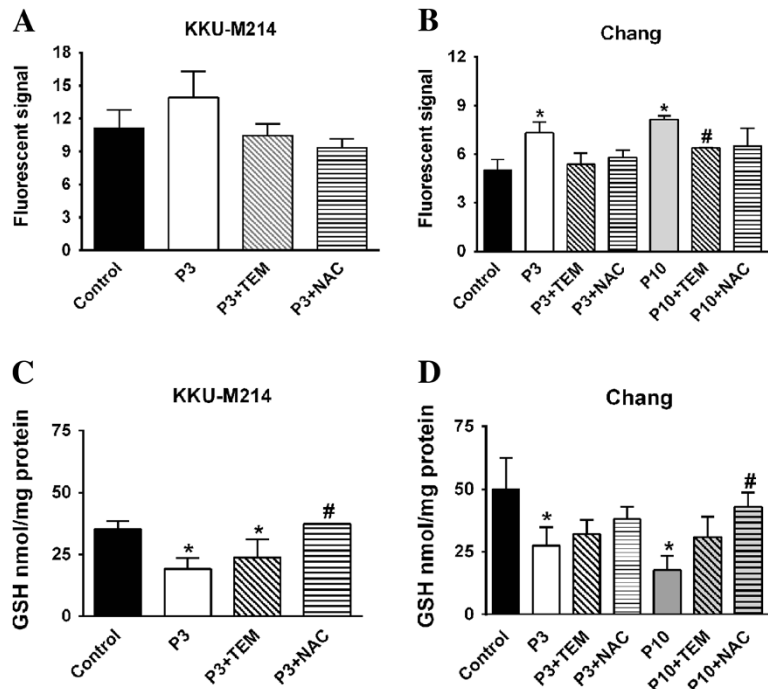 A
KKU-M214
Fluorescent signal
18
15
12
9
6
3
0
Control
P3
P3+TEM
P3+NAC
B
Chang
Fluorescent signal
12
9
6
3
0
*
*
#
Control
P3
P3+TEM
P3+NAC
P10
P10+TEM
P10+NAC
C
KKU-M214
GSH nmol/mg protein
75
50
25
0
*
*
#
Control
P3
P3+TEM
P3+NAC
D
Chang
GSH nmol/mg protein
75
50
25
0
*
*
#
Control
P3
P3+TEM
P3+NAC
P10
P10+TEM
P10+NAC